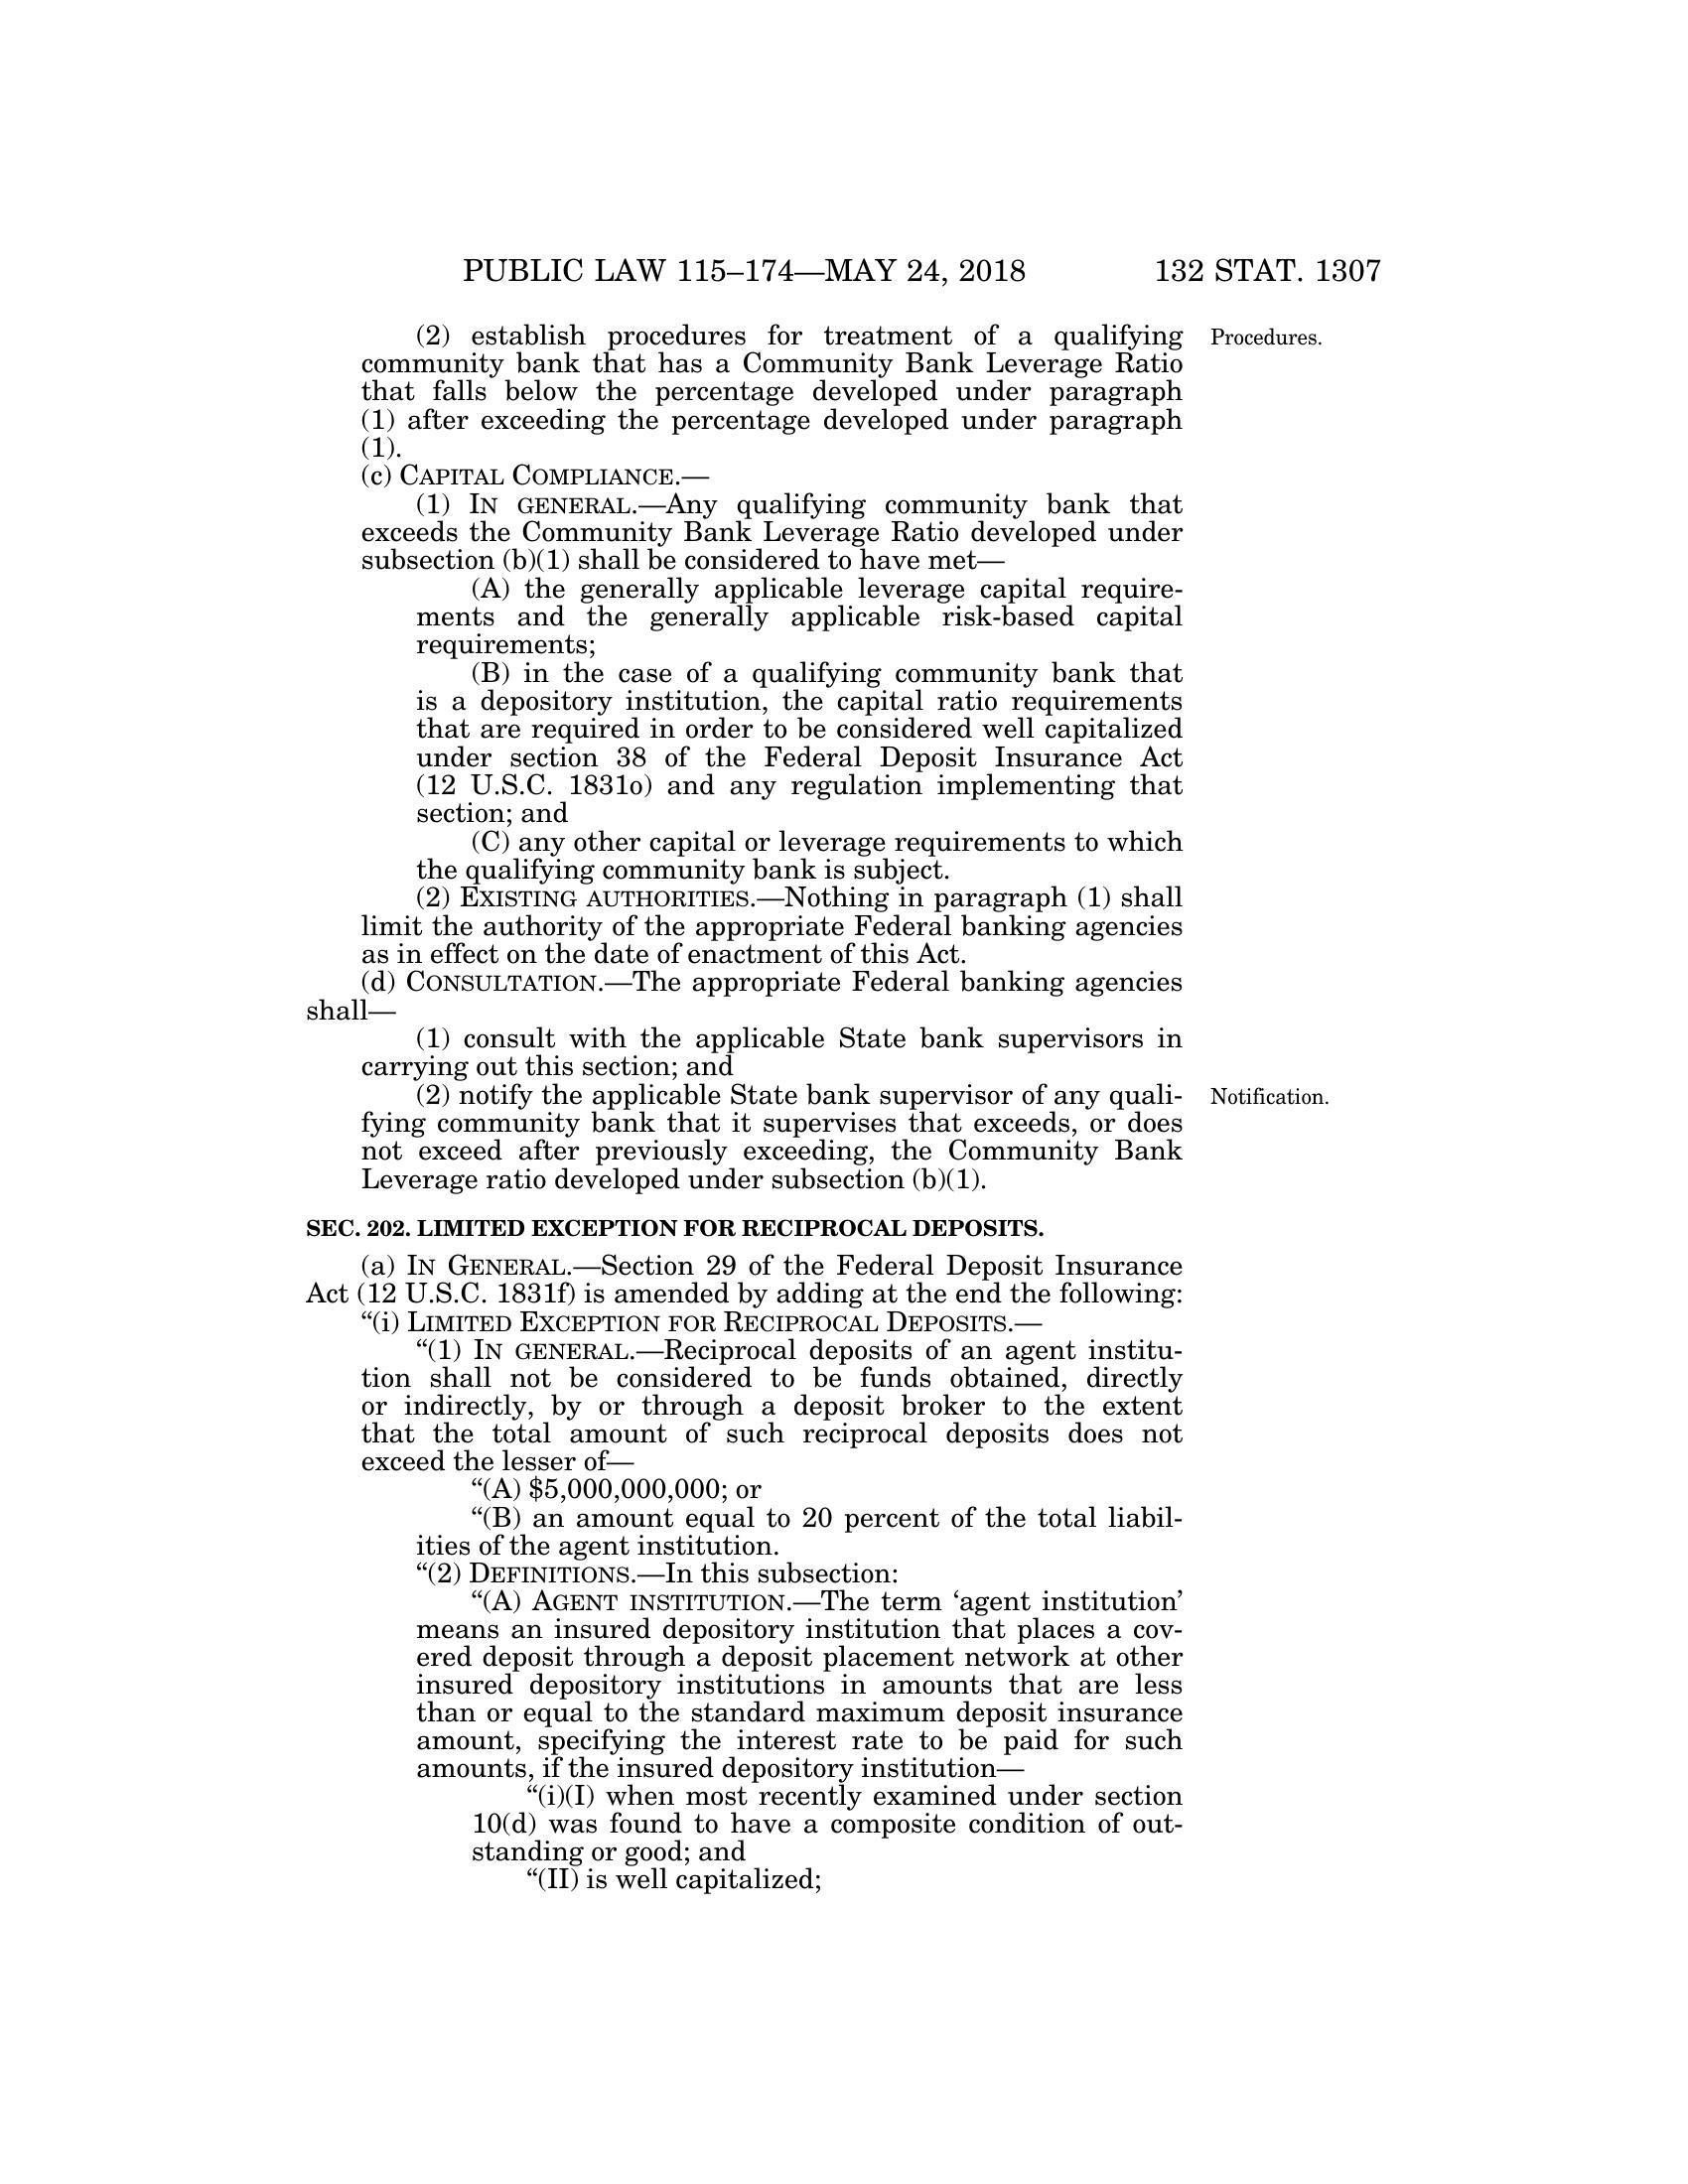 PUBLIC LAW 115–174—MAY 24, 2018 132 STAT. 1307
(2) establish procedures for treatment of a qualifying Procedures.
community bank that has a Community Bank Leverage Ratio
that falls below the percentage developed under paragraph
(1) after exceeding the percentage developed under paragraph
(1).
(c) CAPITAL COMPLIANCE.—
(1) IN GENERAL.—Any qualifying community bank that
exceeds the Community Bank Leverage Ratio developed under
subsection (b)(1) shall be considered to have met—
(A) the generally applicable leverage capital require-
ments and the generally applicable risk-based capital
requirements;
(B) in the case of a qualifying community bank that
is a depository institution, the capital ratio requirements
that are required in order to be considered well capitalized
under section 38 of the Federal Deposit Insurance Act
(12 U.S.C. 1831o) and any regulation implementing that
section; and
(C) any other capital or leverage requirements to which
the qualifying community bank is subject.
(2) EXISTING AUTHORITIES.—Nothing in paragraph (1) shall
limit the authority of the appropriate Federal banking agencies
as in effect on the date of enactment of this Act.
(d) CONSULTATION.—The appropriate Federal banking agencies
shall—
(1) consult with the applicable State bank supervisors in
carrying out this section; and
(2) notify the applicable State bank supervisor of any quali- Notification.
fying community bank that it supervises that exceeds, or does
not exceed after previously exceeding, the Community Bank
Leverage ratio developed under subsection (b)(1).
SEC. 202. LIMITED EXCEPTION FOR RECIPROCAL DEPOSITS.
(a) IN GENERAL.—Section 29 of the Federal Deposit Insurance
Act (12 U.S.C. 1831f) is amended by adding at the end the following:
“(i) LIMITED EXCEPTION FOR RECIPROCAL DEPOSITS.—
“(1) IN GENERAL.—Reciprocal deposits of an agent institu-
tion shall not be considered to be funds obtained, directly
or indirectly, by or through a deposit broker to the extent
that the total amount of such reciprocal deposits does not
exceed the lesser of—
“(A) $5,000,000,000; or
“(B) an amount equal to 20 percent of the total liabil-
ities of the agent institution.
“(2) DEFINITIONS.—In this subsection:
“(A) AGENT INSTITUTION.—The term ‘agent institution’
means an insured depository institution that places a cov-
ered deposit through a deposit placement network at other
insured depository institutions in amounts that are less
than or equal to the standard maximum deposit insurance
amount, specifying the interest rate to be paid for such
amounts, if the insured depository institution—
“(i)(I) when most recently examined under section
10(d) was found to have a composite condition of out-
standing or good; and
“(II) is well capitalized;